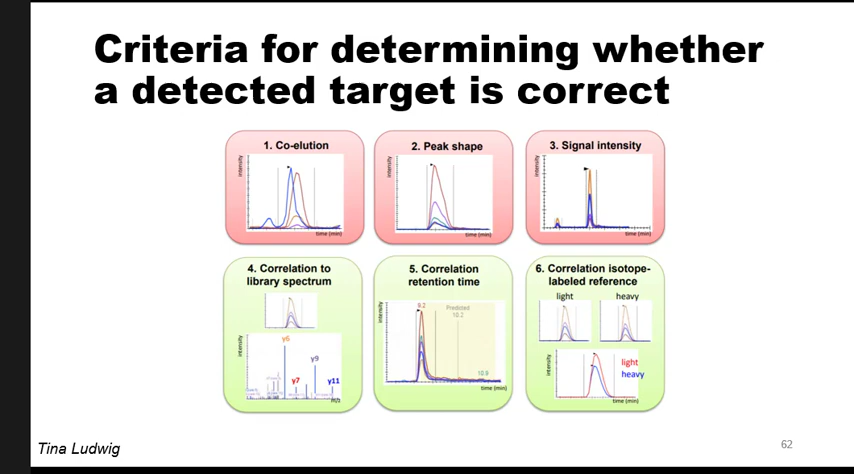 Criteria for determining whether
a detected target is correct
1. Co-elution
intensity
time (min)
2. Peak shape
intensity
time (min)
3. Signal intensity
intensity
time (min)
4. Correlation to
library spectrum
intensity
y6
y7
y9
y11
m/z
5. Correlation
retention time
intensity
9.2
Predicted
10.2
10.9
time (min)
6. Correlation isotope-
labeled reference
light
heavy
intensity
light
heavy
time (min)
Tina Ludwig
62